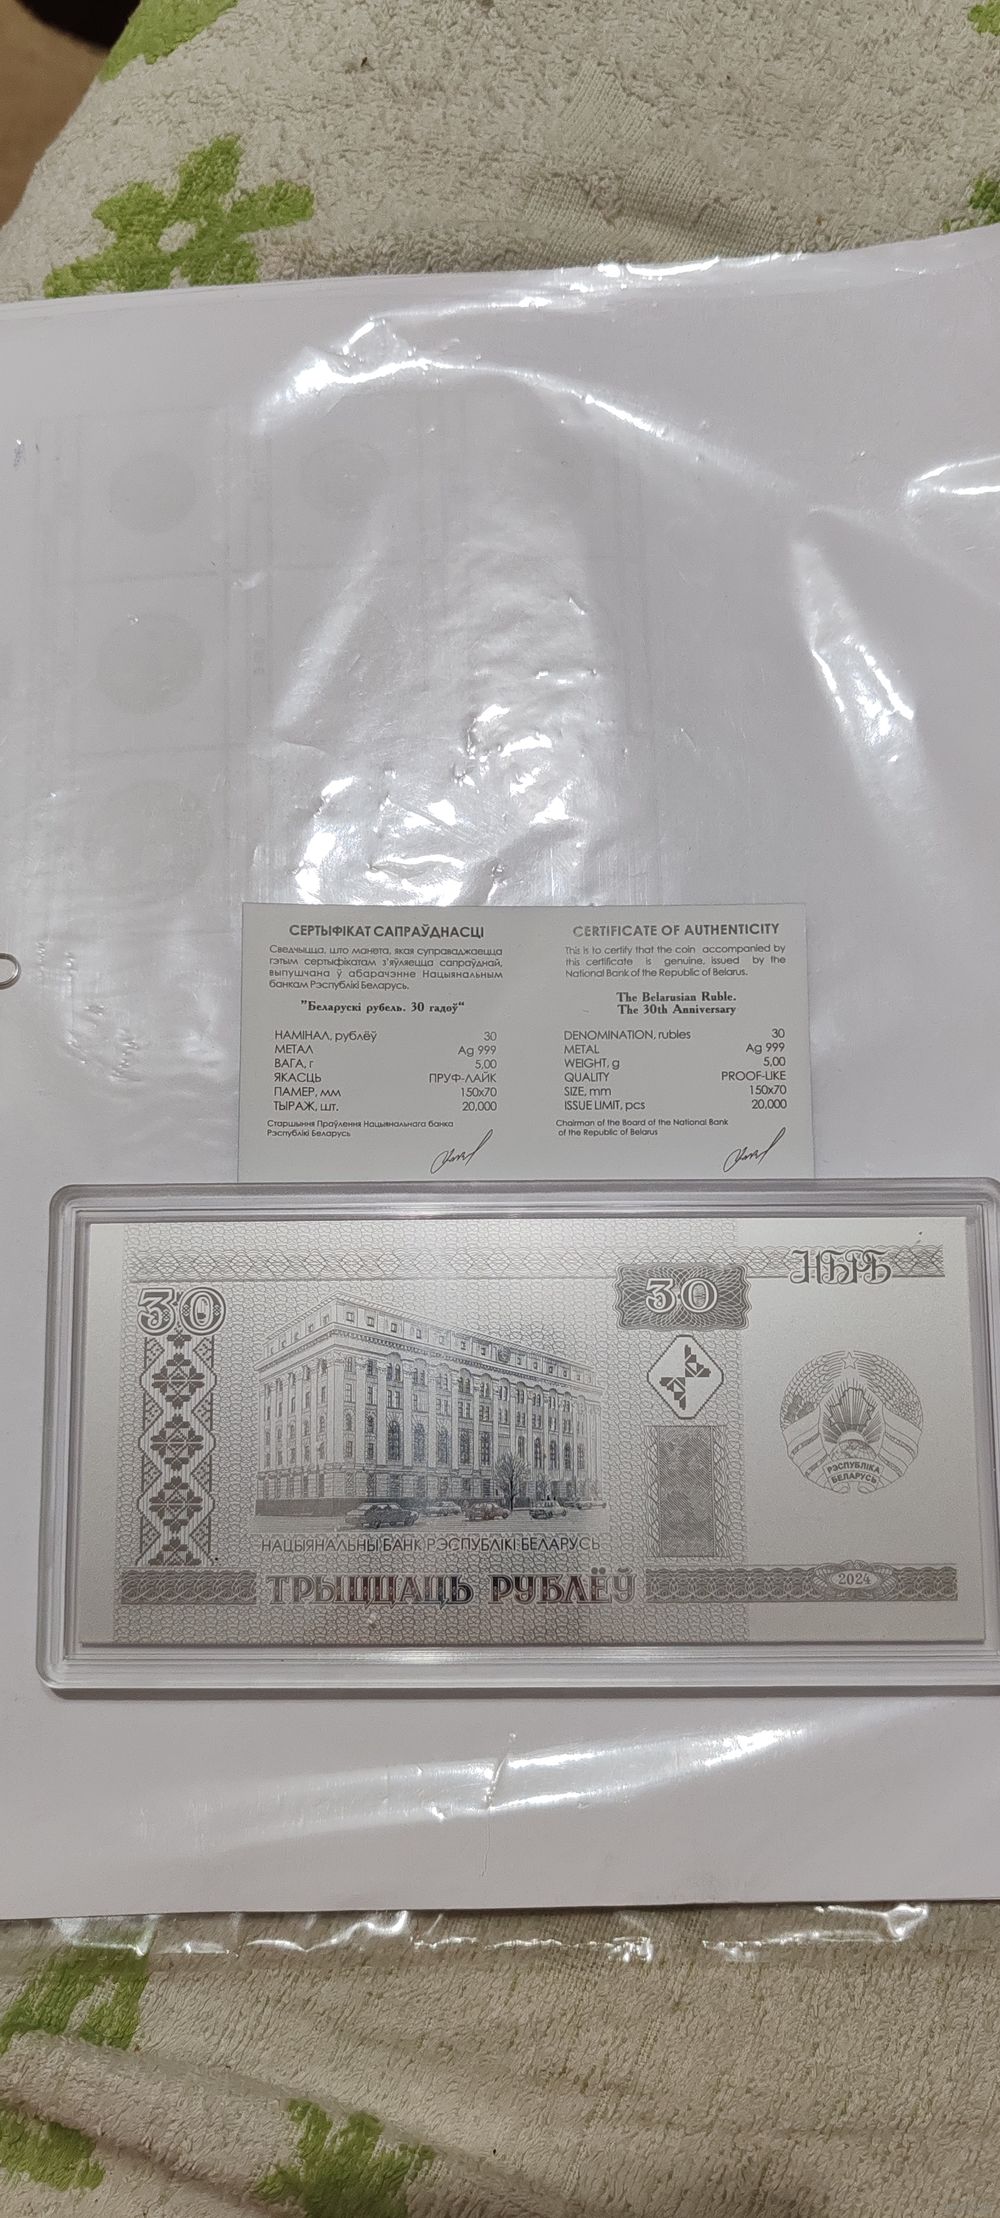 СЕРТЫФІКАТ САПРАЎДНАСЦІ
Сведчыцца, што манета, якая суправаджаецца
гэтым сертыфікатам з'яўляецца сапраўднай,
выпушчана ў абарачэнне Нацыянальным
банкам Рэспублікі Беларусь.
"Беларускі рубель. 30 гадоў"
НАМІНАЛ, рублёў 30
МЕТАЛ Ag 999
ВАГА, г 5,00
ЯКАСЦЬ ПРУФ-ЛАЙК
ПАМЕР, мм 150x70
ТЫРАЖ, шт. 20,000
Старшыня Праўлення Нацыянальнага банка
Рэспублікі Беларусь
CERTIFICATE OF AUTHENTICITY
This is to certify that the coin accompanied by
this certificate is genuine, issued by the
National Bank of the Republic of Belarus.
The Belarusian Ruble.
The 30th Anniversary
DENOMINATION, rubles 30
METAL Ag 999
WEIGHT, g 5,00
QUALITY PROOF-LIKE
SIZE, mm 150x70
ISSUE LIMIT, pcs 20,000
Chairman of the Board of the National Bank
of the Republic of Belarus
30
30
НБРБ
РЭСПУБЛІКА
БЕЛАРУСЬ
НАЦЫЯНАЛЬНЫ БАНК РЭСПУБЛІКІ БЕЛАРУСЬ
ТРЫЦЦАЦЬ РУБЛЁЎ
2024